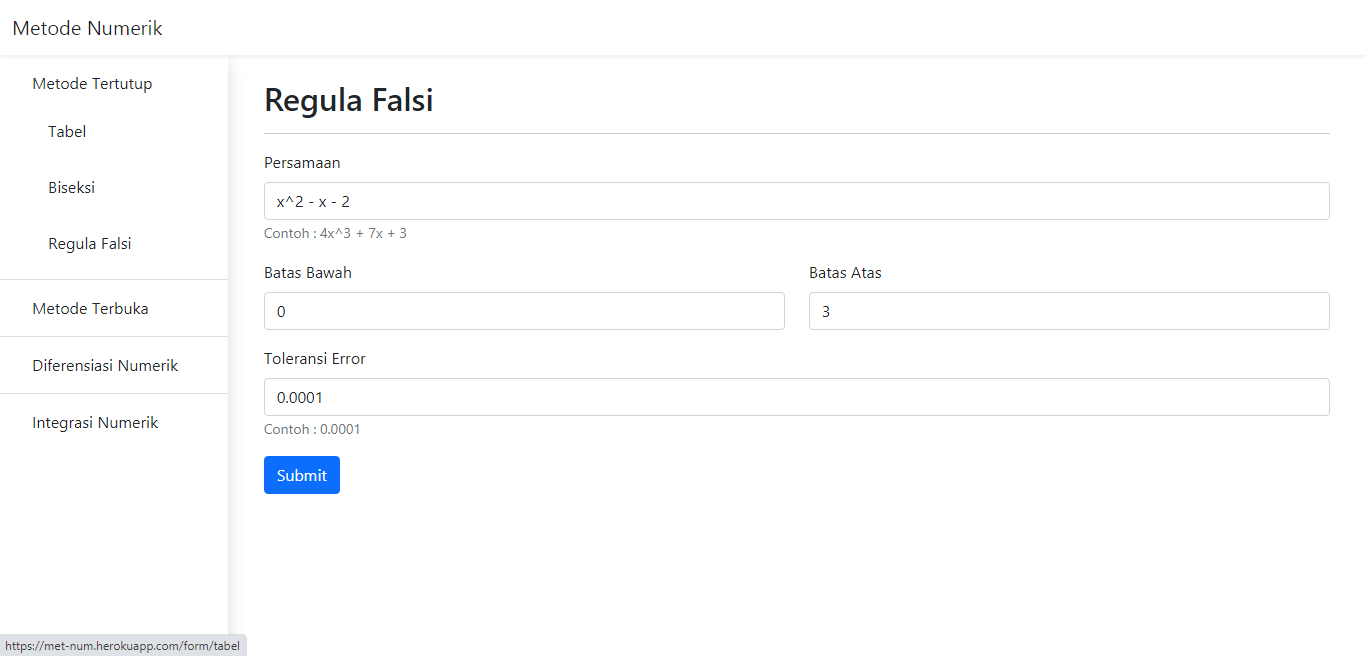 Metode Numerik
Metode Tertutup
Tabel
Biseksi
Regula Falsi
Metode Terbuka
Diferensiasi Numerik
Integrasi Numerik
Regula Falsi
Persamaan
x^2 - x - 2
Contoh : 4x^3 + 7x + 3
Batas Bawah
0
Batas Atas
3
Toleransi Error
0.0001
Contoh : 0.0001
Submit
https://met-num.herokuapp.com/form/tabel